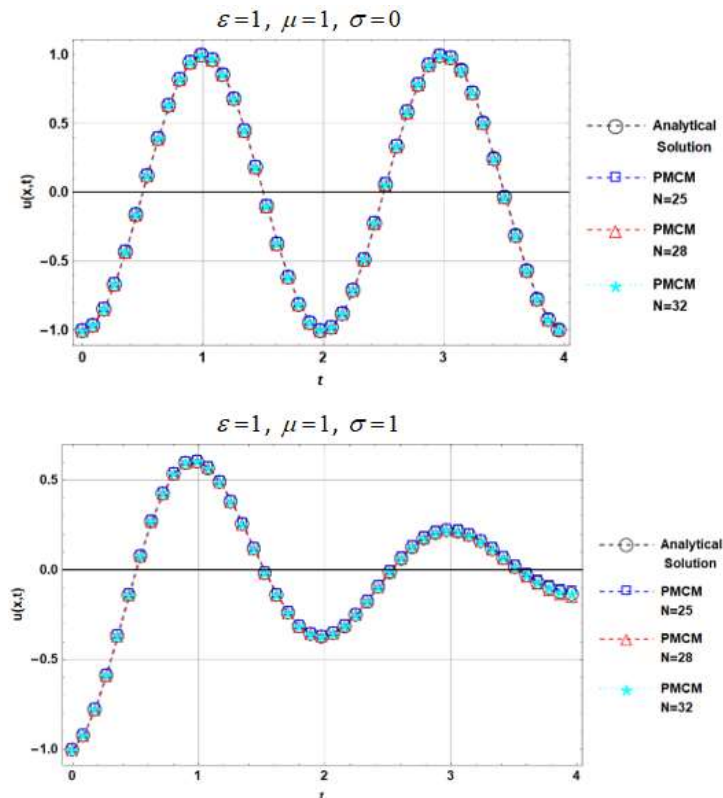 ε=1, μ=1, σ=0
1.0
0.5
0.0
−0.5
−1.0
u(x,t)
0 1 2 3 4
t
Analytical
Solution
PMCM
N=25
PMCM
N=28
PMCM
N=32
ε=1, μ=1, σ=1
0.5
0.0
−0.5
−1.0
u(x,t)
0 1 2 3 4
t
Analytical
Solution
PMCM
N=25
PMCM
N=28
PMCM
N=32